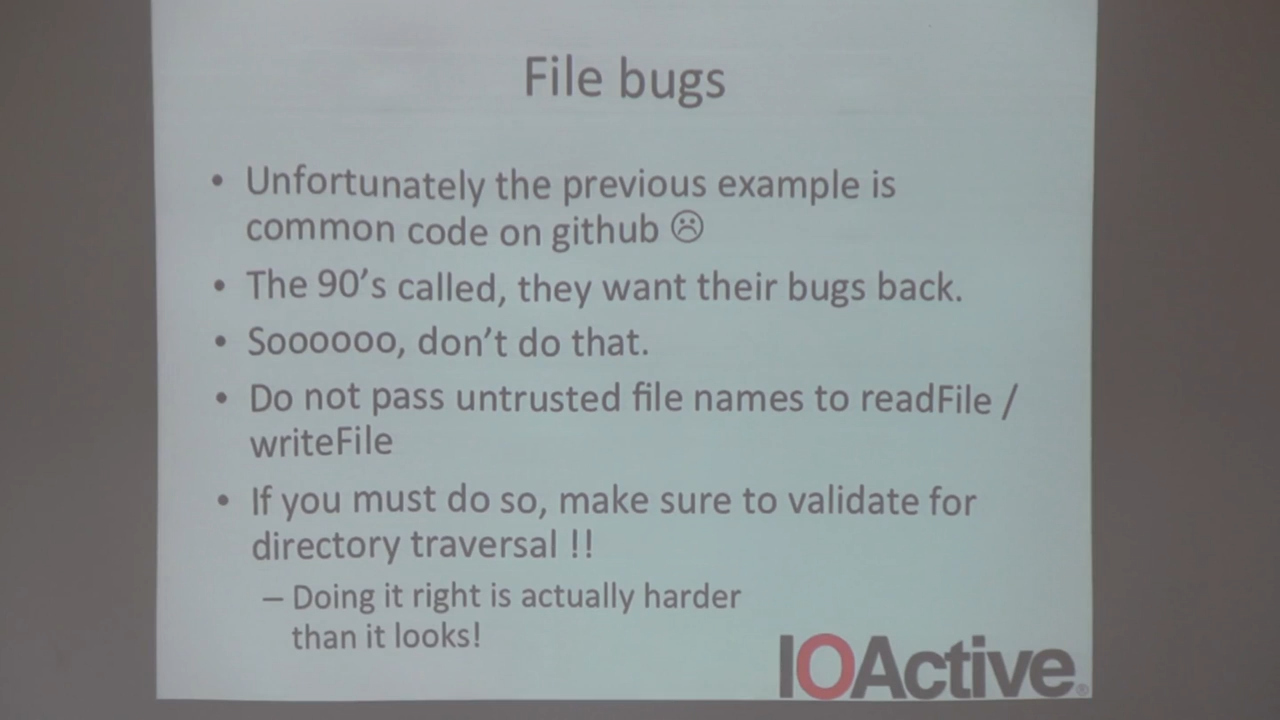 File bugs
• Unfortunately the previous example is
common code on github ☹
• The 90's called, they want their bugs back.
• Soooooo, don't do that.
• Do not pass untrusted file names to readFile /
writeFile
• If you must do so, make sure to validate for
directory traversal !!
– Doing it right is actually harder
than it looks!
IOActive®